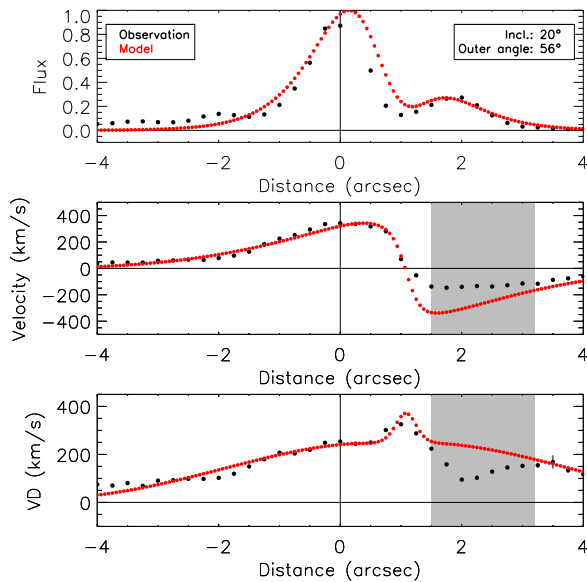 Observation
Model
Incl.: 20°
Outer angle: 56°
Flux
1.0
0.8
0.6
0.4
0.2
0.0
-4 -2 0 2 4
Distance (arcsec)
Velocity (km/s)
400
200
0
-200
-400
-4 -2 0 2 4
Distance (arcsec)
VD (km/s)
400
200
0
-4 -2 0 2 4
Distance (arcsec)